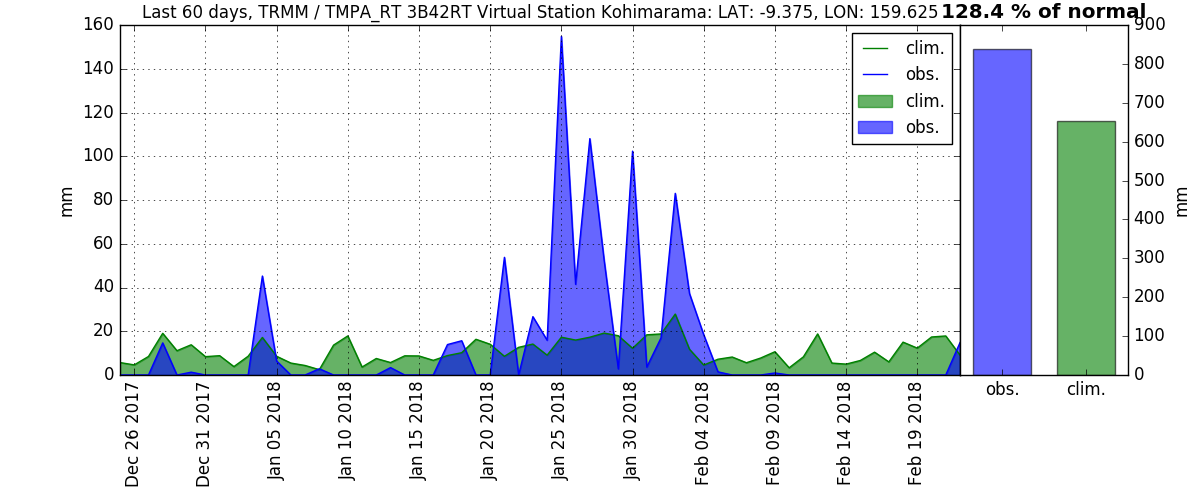 Last 60 days, TRMM / TMPA_RT 3B42RT Virtual Station Kohimarama: LAT: -9.375, LON: 159.625 128.4 % of normal
160
140
120
100
80
60
40
20
0
mm
clim.
obs.
clim.
obs.
900
800
700
600
500
400
300
200
100
0
mm
Dec 26 2017
Dec 31 2017
Jan 05 2018
Jan 10 2018
Jan 15 2018
Jan 20 2018
Jan 25 2018
Jan 30 2018
Feb 04 2018
Feb 09 2018
Feb 14 2018
Feb 19 2018
obs. clim.